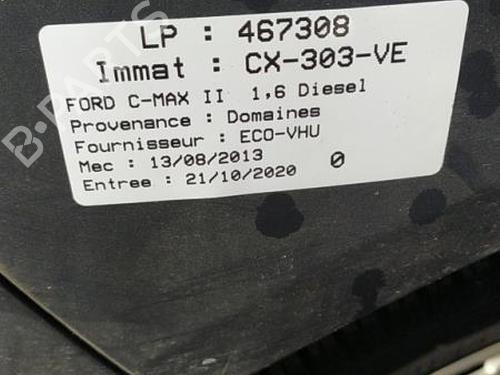 LP : 467308
Immat : CX-303-VE
FORD C-MAX II 1,6 Diesel
Provenance : Domaines
Fournisseur : ECO-VHU
Mec : 13/08/2013 0
Entree : 21/10/2020
B-PARTS